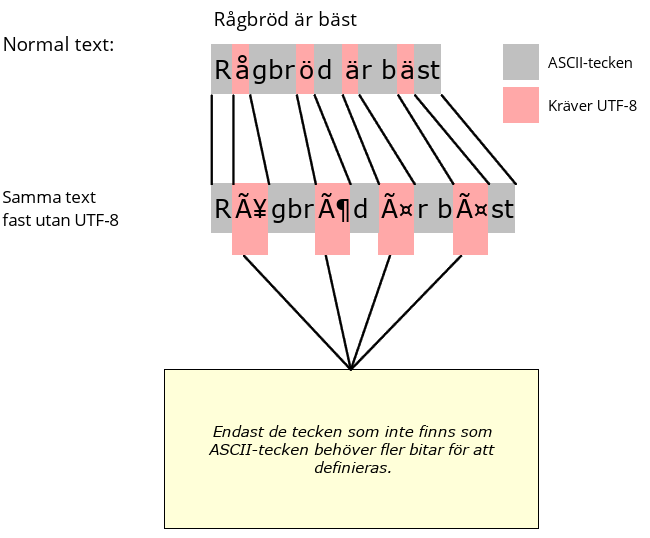 Rågbröd är bäst
Normal text:
Rågbröd är bäst
ASCII-tecken
Kräver UTF-8
Samma text
fast utan UTF-8
RÃ¥gbrÃ¶d Ã¤r bÃ¤st
Endast de tecken som inte finns som
ASCII-tecken behöver fler bitar för att
definieras.